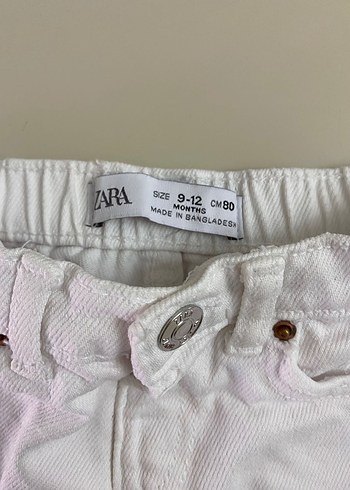 ZARA
SIZE 9-12 MONTHS CM 80
MADE IN BANGLADESH